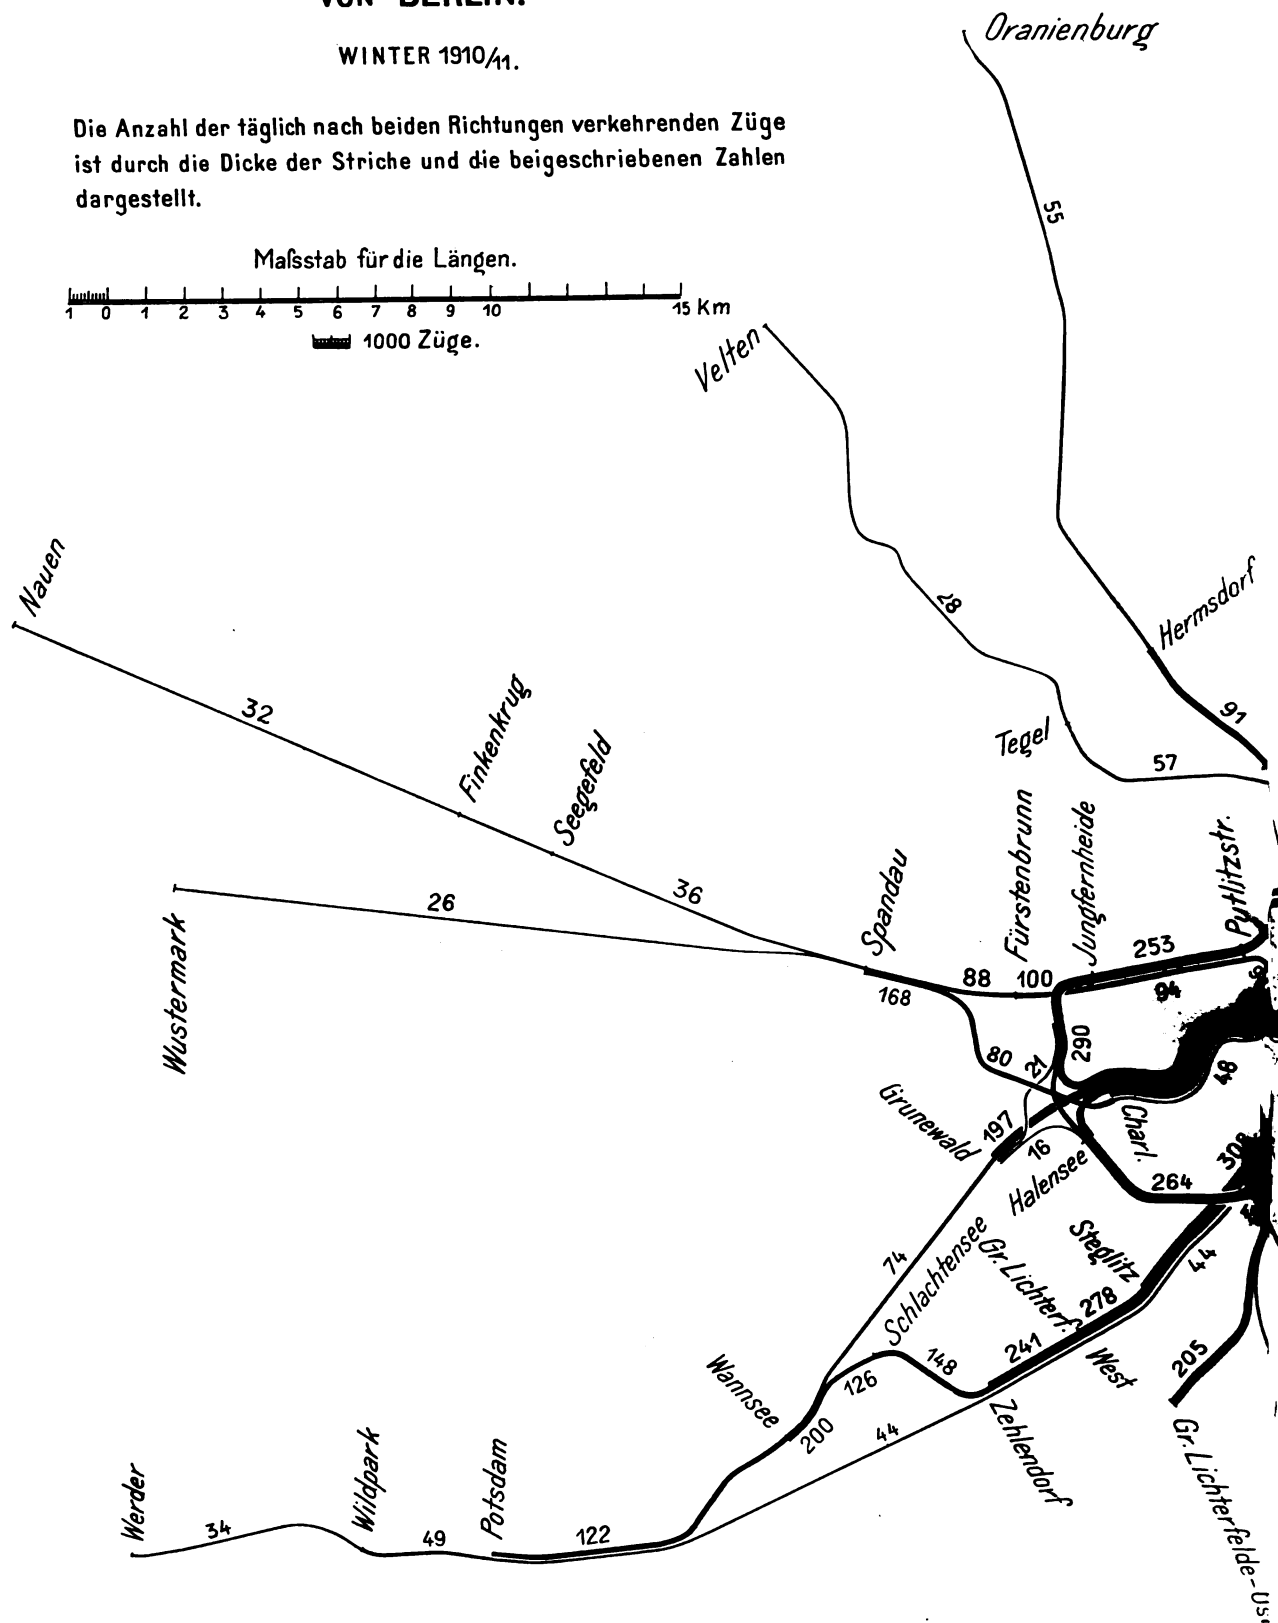 VON BERLIN.
WINTER 1910/11.
Die Anzahl der täglich nach beiden Richtungen verkehrenden Züge
ist durch die Dicke der Striche und die beigeschriebenen Zahlen
dargestellt.
Maſsstab für die Längen.
1 0 1 2 3 4 5 6 7 8 9 10 15 Km
1000 Züge.
Oranienburg
55
Velten
28
Hermsdorf
91
Tegel
57
Nauen
32
Finkenkrug
Seegefeld
36
Wustermark
26
Spandau
168
88
Fürstenbrunn
100
Jungfernheide
253
94
Putlitzstr.
290
80
21
48
Grunewald
197
16
Charl.
Halensee
264
308
74
Schlachtensee
Steglitz
44
Gr. Lichterf.
West
278
241
148
126
205
Wannsee
200
44
Zehlendorf
Gr. Lichterfelde-
Werder
34
Wildpark
49
Potsdam
122